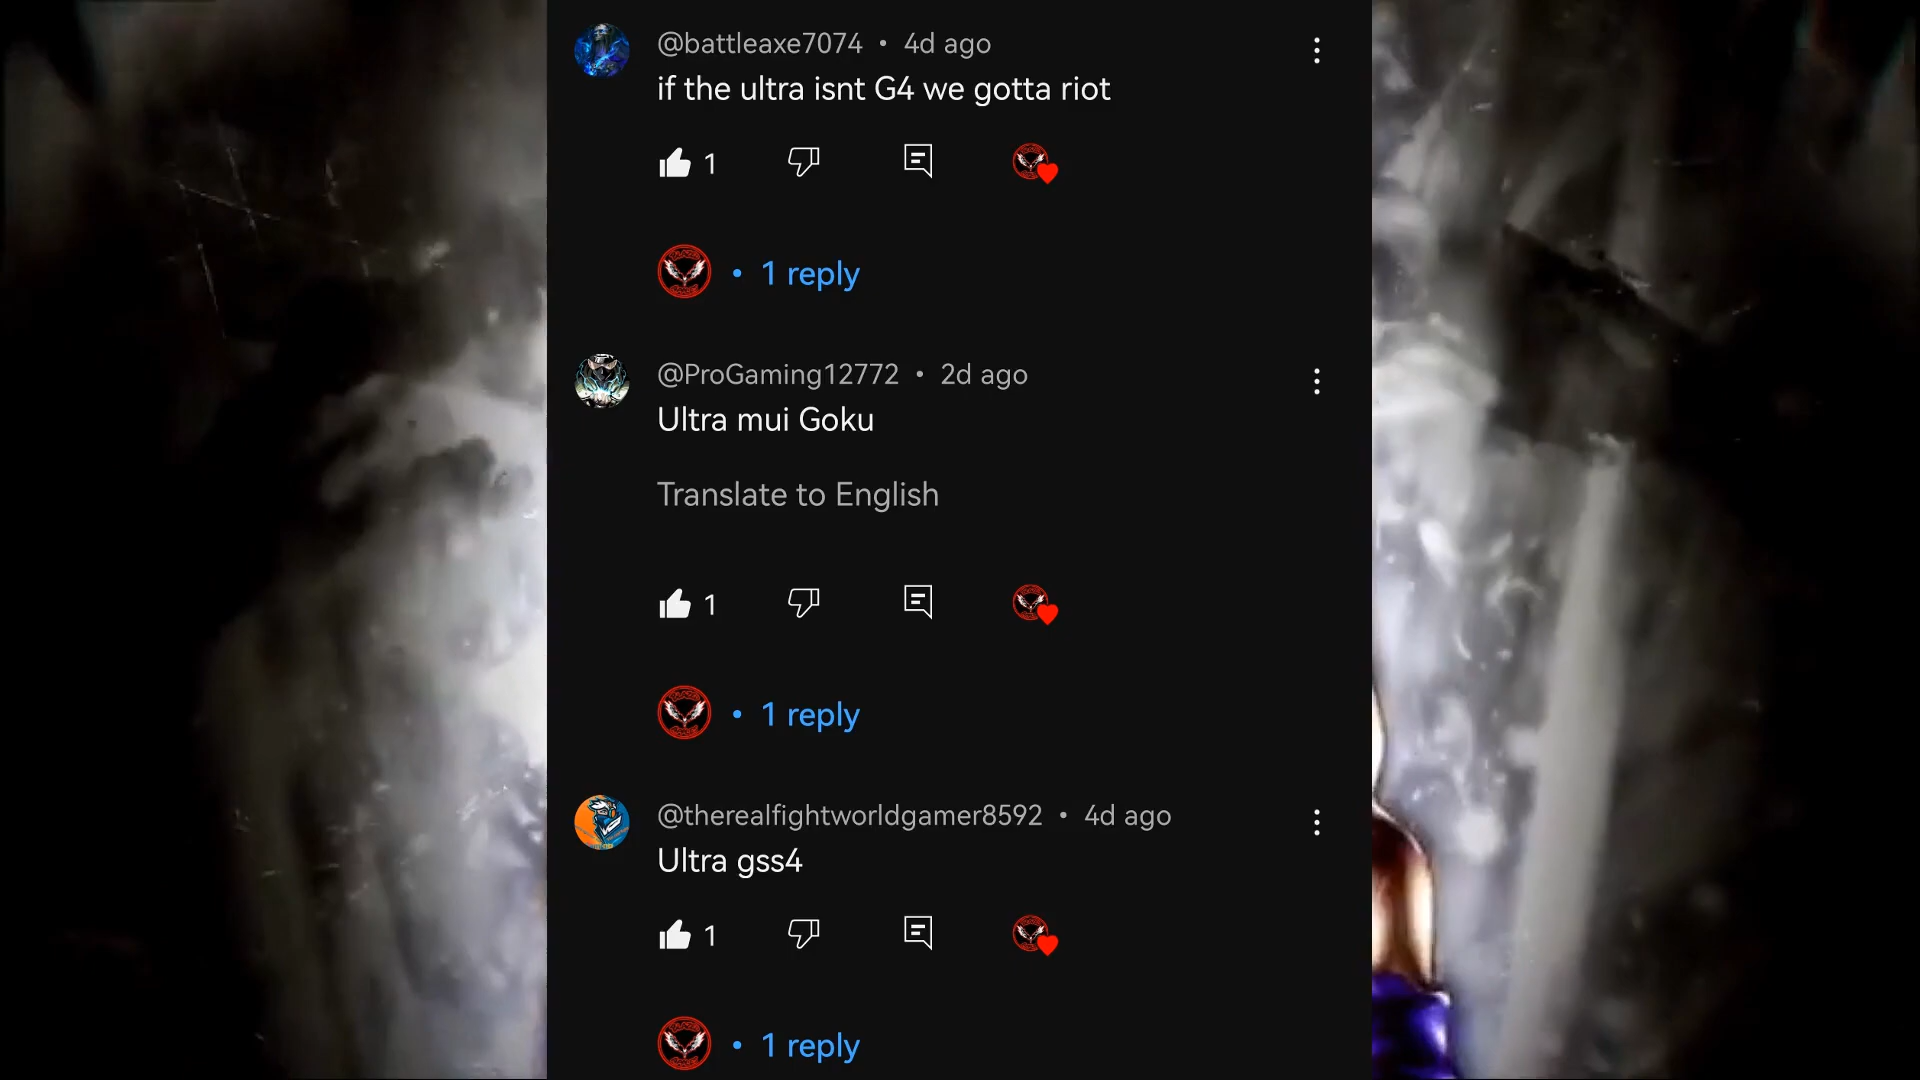 @battleaxe7074 • 4d ago
if the ultra isnt G4 we gotta riot
1
• 1 reply
@ProGaming12772 • 2d ago
Ultra mui Goku
Translate to English
1
• 1 reply
@therealfightworldgamer8592 • 4d ago
Ultra gss4
1
• 1 reply